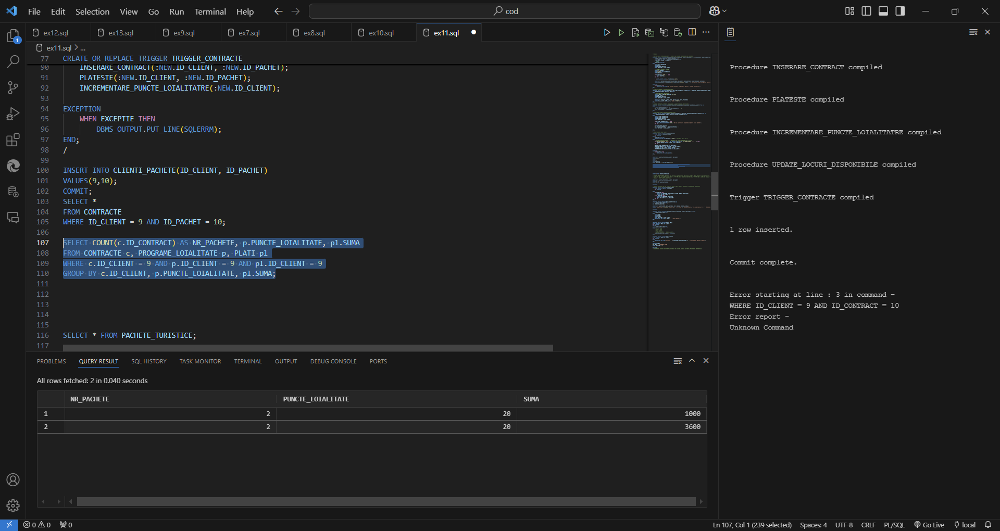 File Edit Selection View Go Run Terminal Help
cod
ex12.sql ex13.sql ex9.sql ex7.sql ex8.sql ex10.sql ex11.sql
ex11.sql > ...
77 CREATE OR REPLACE TRIGGER TRIGGER_CONTRACTE
90 INSERARE_CONTRACT(:NEW.ID_CLIENT, :NEW.ID_PACHET);
91 PLATESTE(:NEW.ID_CLIENT, :NEW.ID_PACHET);
92 INCREMENTARE_PUNCTE_LOIALITATRE(:NEW.ID_CLIENT);
93
94 EXCEPTION
95 WHEN EXCEPTIE THEN
96 DBMS_OUTPUT.PUT_LINE(SQLERRM);
97 END;
98 /
99
100 INSERT INTO CLIENTI_PACHETE(ID_CLIENT, ID_PACHET)
101 VALUES(9,10);
102 COMMIT;
103 SELECT *
104 FROM CONTRACTE
105 WHERE ID_CLIENT = 9 AND ID_PACHET = 10;
106
107 SELECT COUNT(c.ID_CONTRACT) AS NR_PACHETE, p.PUNCTE_LOIALITATE, pl.SUMA
108 FROM CONTRACTE c, PROGRAME_LOIALITATE p, PLATI pl
109 WHERE c.ID_CLIENT = 9 AND p.ID_CLIENT = 9 AND pl.ID_CLIENT = 9
110 GROUP BY c.ID_CLIENT, p.PUNCTE_LOIALITATE, pl.SUMA;
111
112
113
114
115
116 SELECT * FROM PACHETE_TURISTICE;
117
PROBLEMS QUERY RESULT SQL HISTORY TASK MONITOR TERMINAL OUTPUT DEBUG CONSOLE PORTS
All rows fetched: 2 in 0.040 seconds
NR_PACHETE PUNCTE_LOIALITATE SUMA
1 2 20 1000
2 2 20 3600
Procedure INSERARE_CONTRACT compiled
Procedure PLATESTE compiled
Procedure INCREMENTARE_PUNCTE_LOIALITATRE compiled
Procedure UPDATE_LOCURI_DISPONIBILE compiled
Trigger TRIGGER_CONTRACTE compiled
1 row inserted.
Commit complete.
Error starting at line : 3 in command -
WHERE ID_CLIENT = 9 AND ID_CONTRACT = 10
Error report -
Unknown Command
1
0 0 0
Ln 107, Col 1 (239 selected) Spaces: 4 UTF-8 CRLF PL/SQL Go Live local